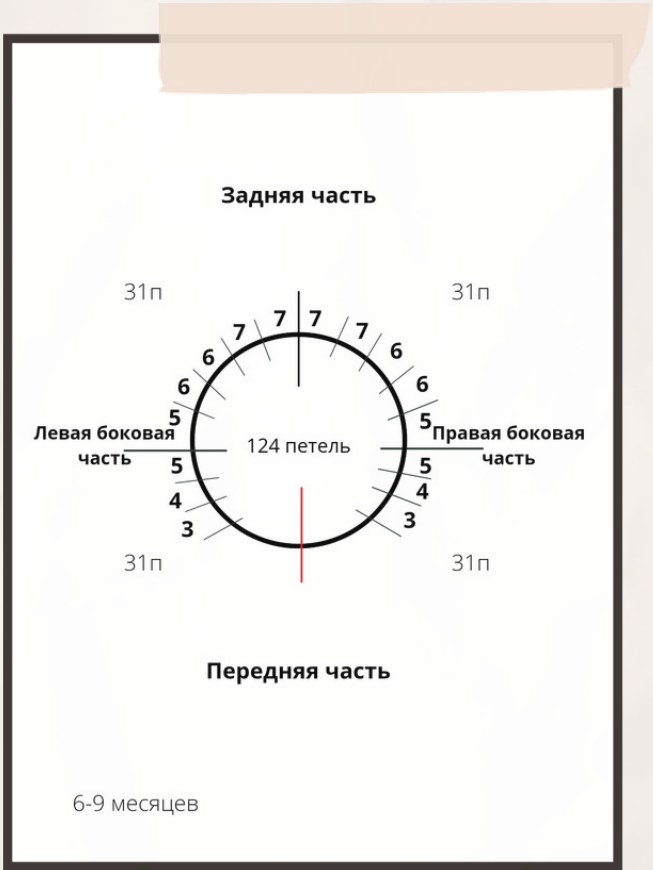 Задняя часть
31п 31п
7 7
7 7
6 6
6 6
5 5
Левая боковая часть
124 петель
Правая боковая часть
5 5
4 4
3 3
31п 31п
Передняя часть
6-9 месяцев